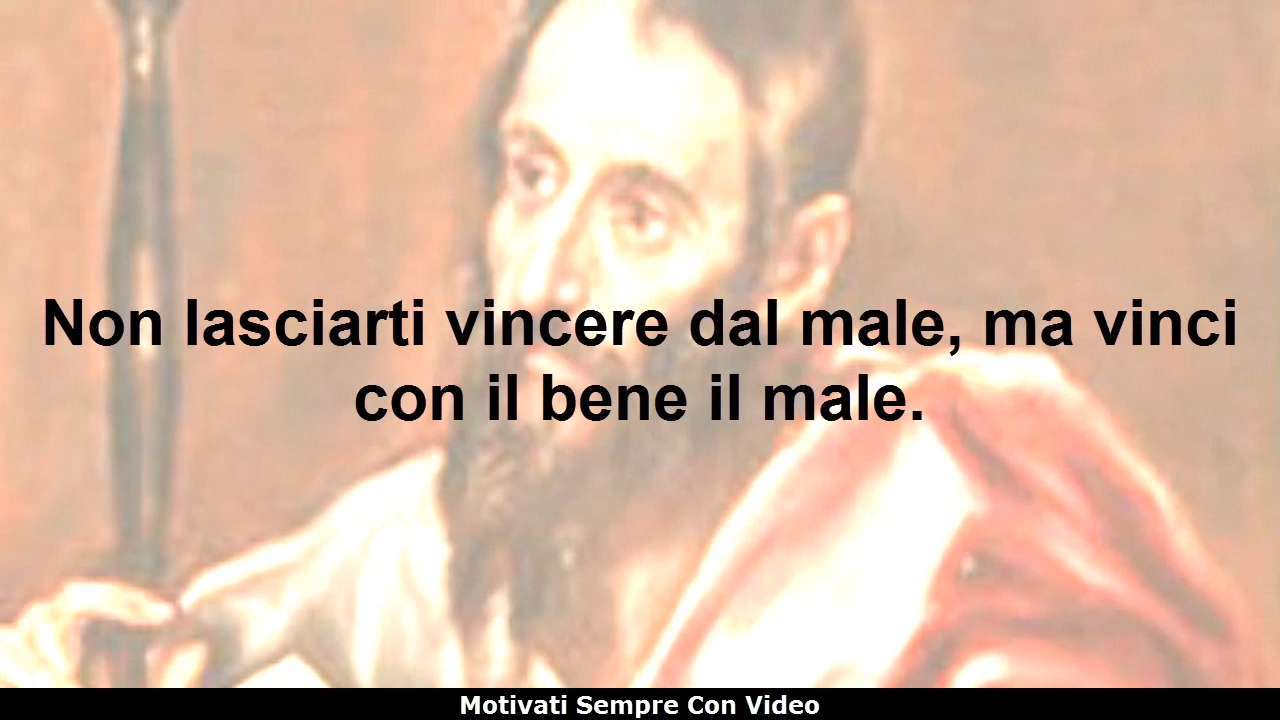 Non lasciarti vincere dal male, ma vinci
con il bene il male.
Motivati Sempre Con Video